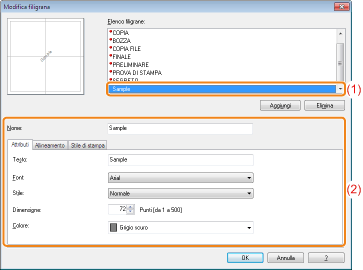 Modifica filigrana
Elenco filigrane:
COPIA
BOZZA
COPIA FILE
FINALE
PRELIMINARE
PROVA DI STAMPA
SEGRETO
Sample
(1)
Aggiungi
Elimina
Nome:
Sample
Attributi
Allineamento
Stile di stampa
Testo:
Sample
Font:
Arial
Stile:
Normale
Dimensione:
72
Punti [da 1 a 500]
Colore:
Grigio scuro
(2)
OK
Annulla
?